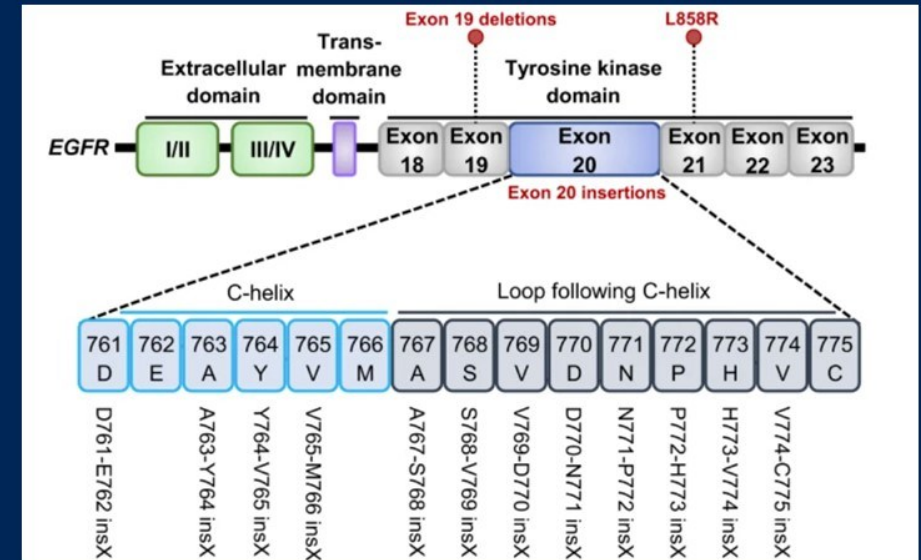 Exon 19 deletions
L858R
Trans-
membrane
domain
Extracellular
domain
Tyrosine kinase
domain
EGFR
I/II
III/IV
Exon
18
Exon
19
Exon
20
Exon
21
Exon
22
Exon
23
Exon 20 insertions
C-helix
Loop following C-helix
761 762 763 764 765 766 767 768 769 770 771 772 773 774 775
D E A Y V M A S V D N P H V C
D761-E762 insX
A763-Y764 insX
Y764-V765 insX
V765-M766 insX
A767-S768 insX
S768-V769 insX
V769-D770 insX
D770-N771 insX
N771-P772 insX
P772-H773 insX
H773-V774 insX
V774-C775 insX